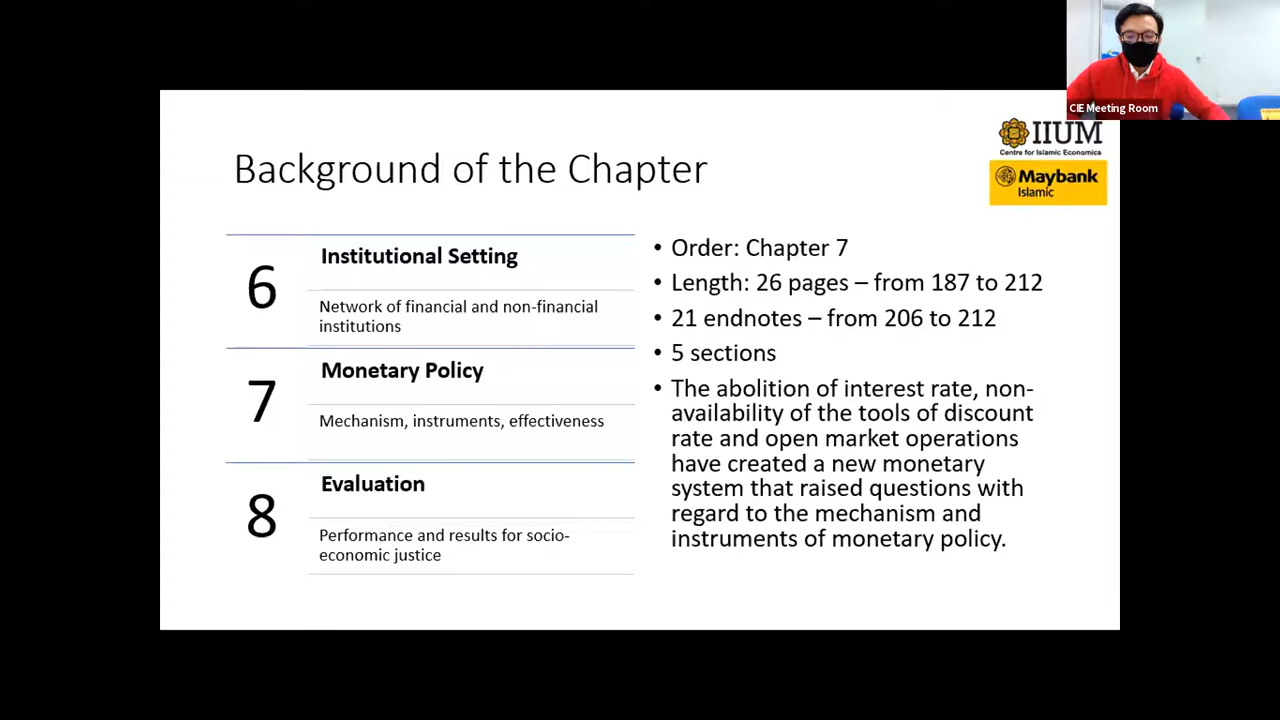 CIE Meeting Room
IIUM
Centre for Islamic Economics
Maybank
Islamic
Background of the Chapter
6
Institutional Setting
Network of financial and non-financial
institutions
7
Monetary Policy
Mechanism, instruments, effectiveness
8
Evaluation
Performance and results for socio-
economic justice
• Order: Chapter 7
• Length: 26 pages – from 187 to 212
• 21 endnotes – from 206 to 212
• 5 sections
• The abolition of interest rate, non-
availability of the tools of discount
rate and open market operations
have created a new monetary
system that raised questions with
regard to the mechanism and
instruments of monetary policy.